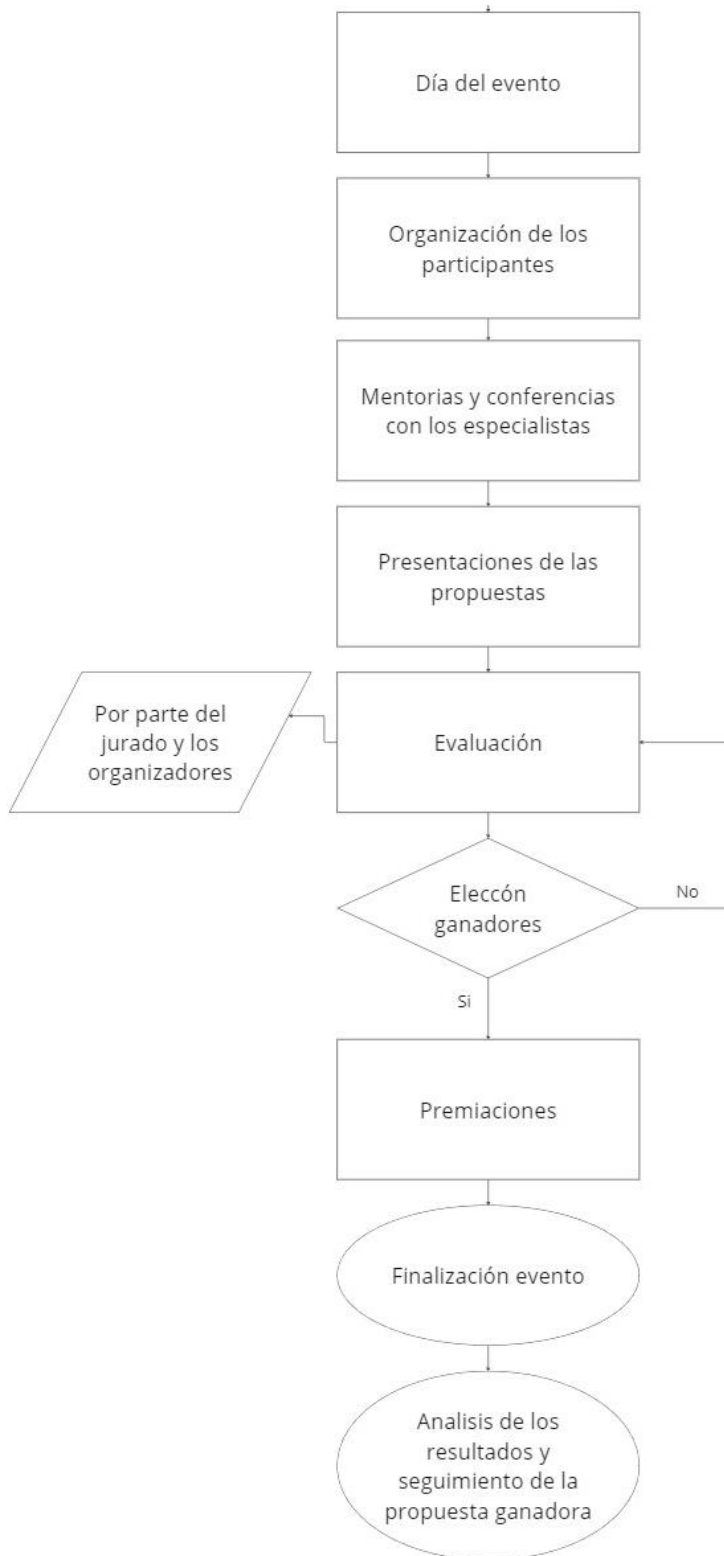 Día del evento
Organización de los
participantes
Mentorias y conferencias
con los especialistas
Presentaciones de las
propuestas
Por parte del
jurado y los
organizadores
Evaluación
Eleccón
ganadores
No
Si
Premiaciones
Finalización evento
Analisis de los
resultados y
seguimiento de la
propuesta ganadora